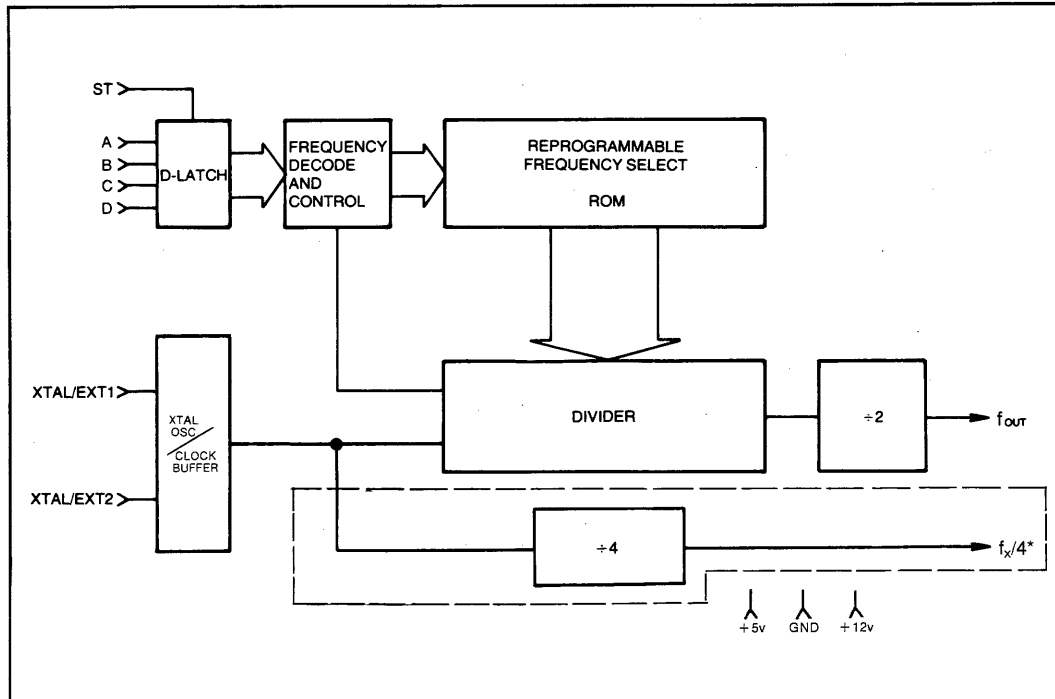 ST
A
B
C
D
D-LATCH
FREQUENCY
DECODE
AND
CONTROL
REPROGRAMMABLE
FREQUENCY SELECT
ROM
XTAL/EXT1
XTAL/EXT2
XTAL
OSC
CLOCK
BUFFER
DIVIDER
÷2
fOUT
÷4
fx/4*
+5v
GND
+12v